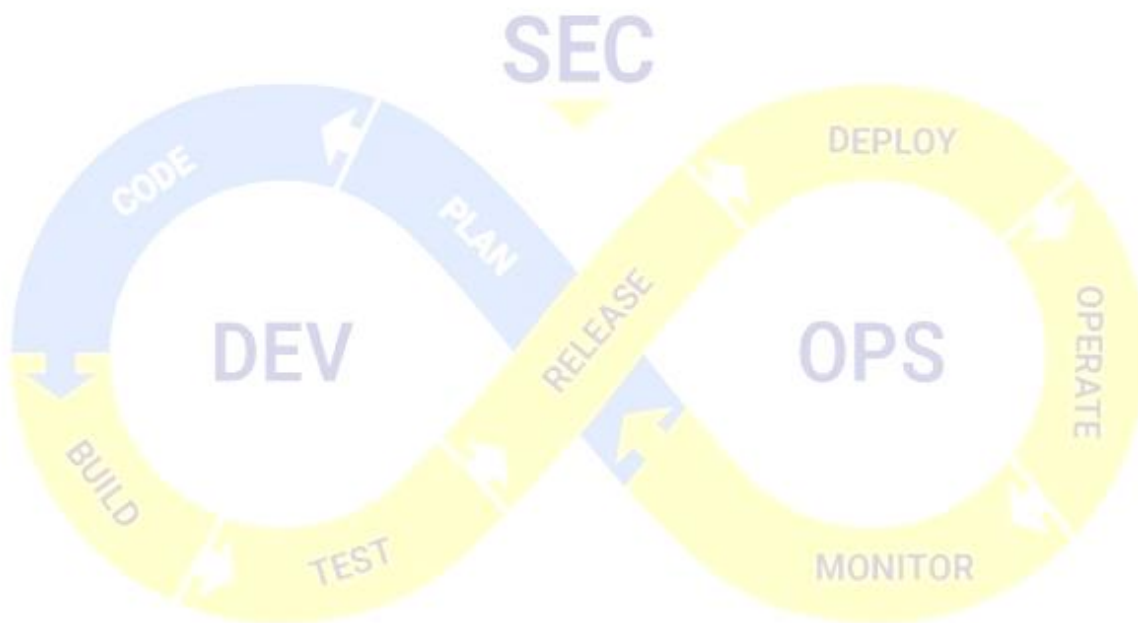 SEC
DEPLOY
CODE
PLAN
RELEASE
OPERATE
DEV
OPS
BUILD
TEST
MONITOR